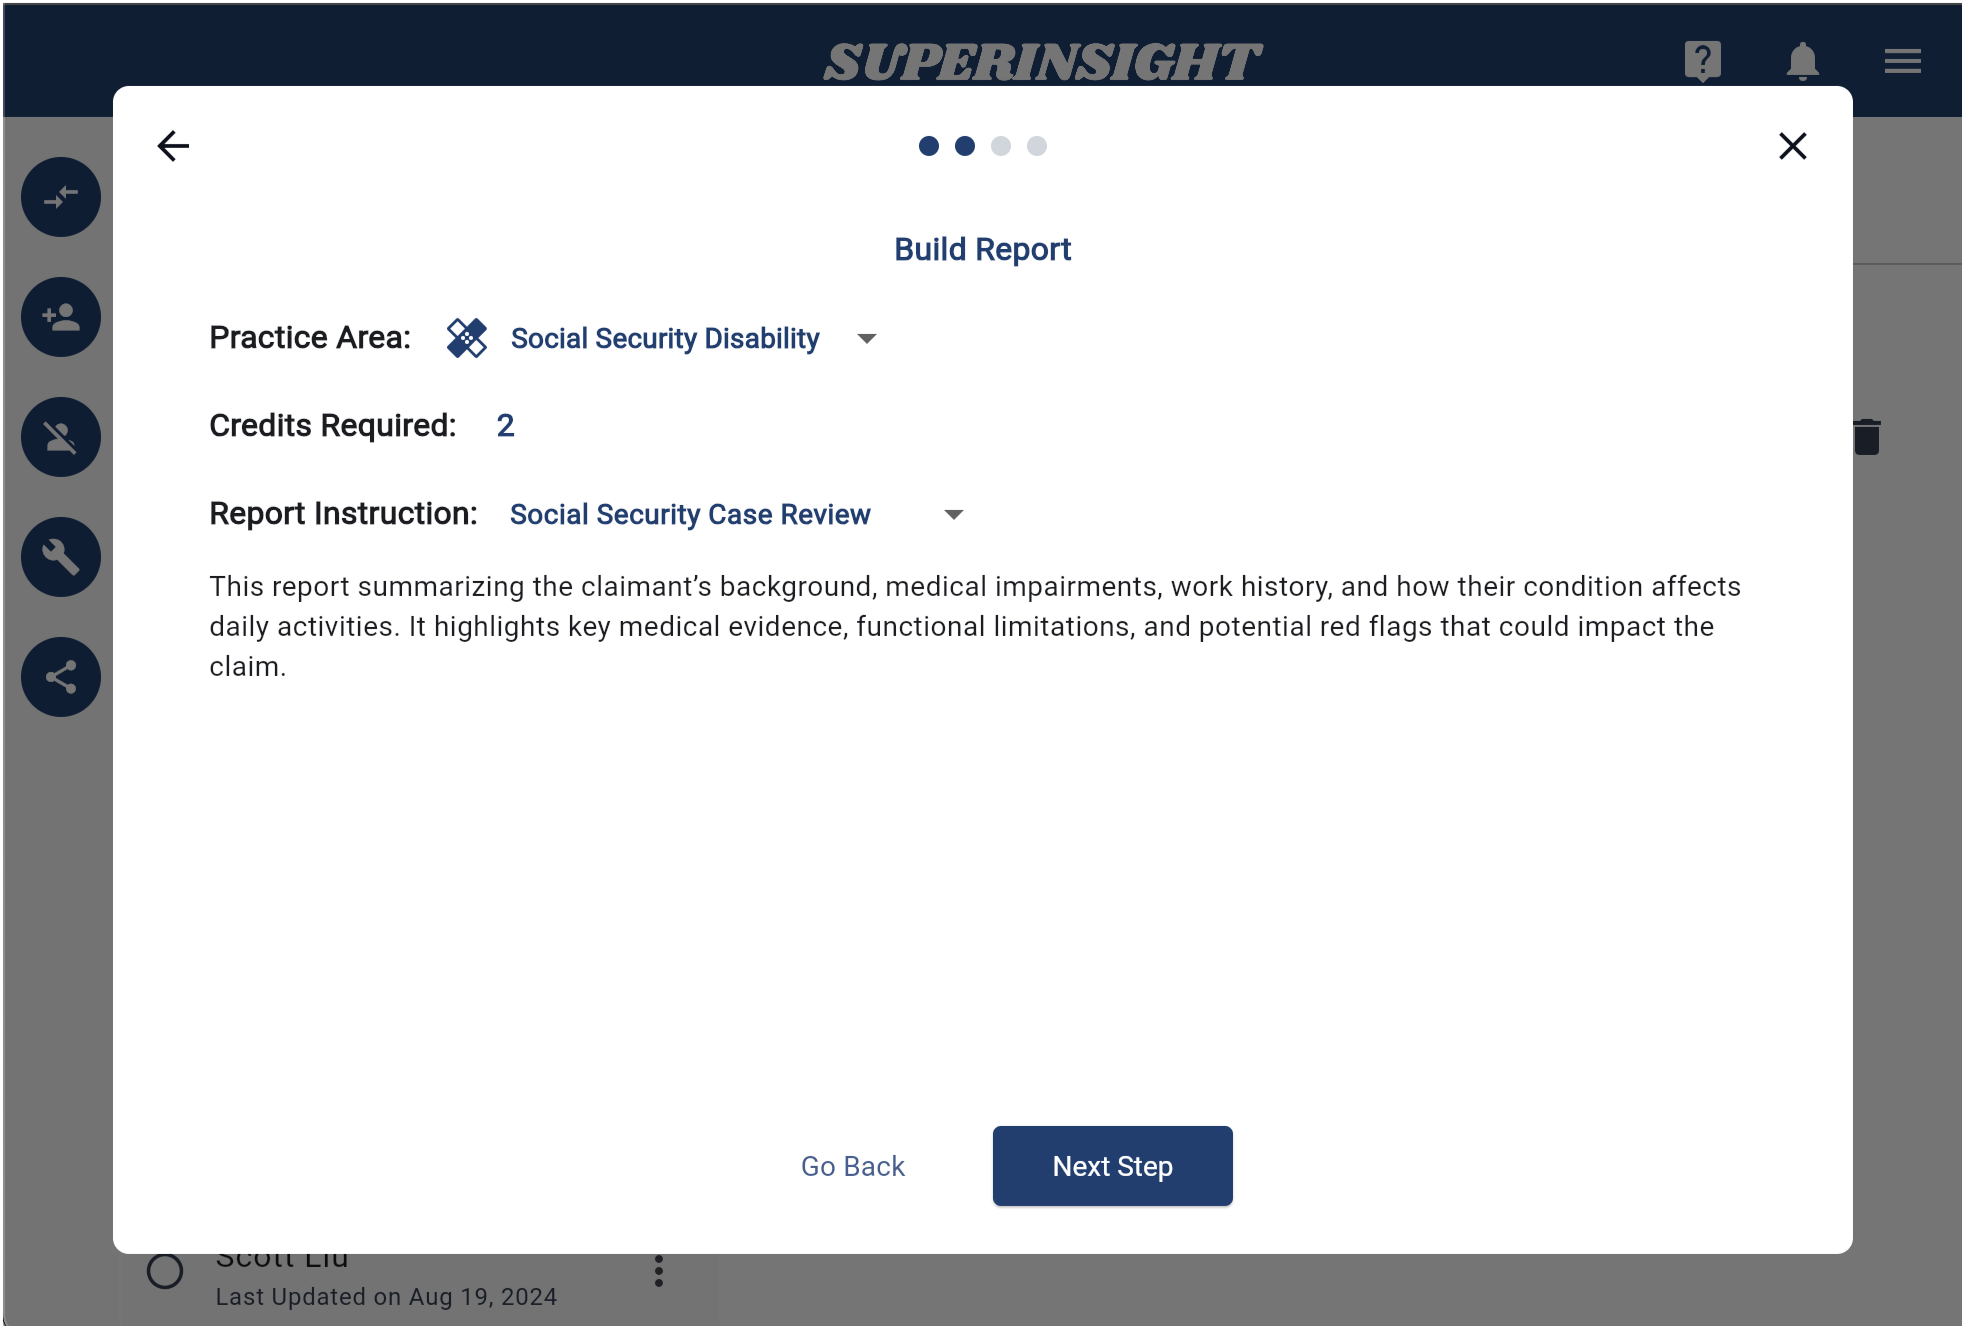 SUPERINSIGHT
Build Report
Practice Area: Social Security Disability
Credits Required: 2
Report Instruction: Social Security Case Review
This report summarizing the claimant’s background, medical impairments, work history, and how their condition affects
daily activities. It highlights key medical evidence, functional limitations, and potential red flags that could impact the
claim.
Go Back Next Step
Scott Liu
Last Updated on Aug 19, 2024